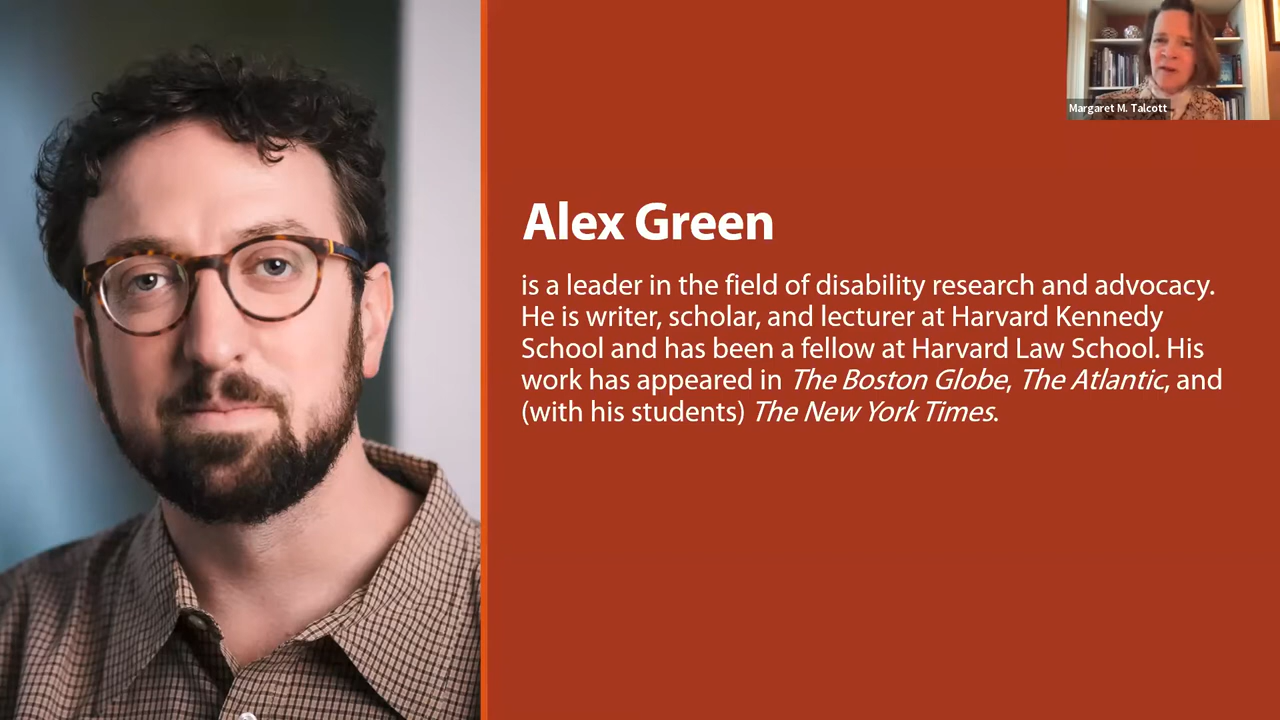 Margaret M. Talcott
Alex Green
is a leader in the field of disability research and advocacy.
He is writer, scholar, and lecturer at Harvard Kennedy
School and has been a fellow at Harvard Law School. His
work has appeared in The Boston Globe, The Atlantic, and
(with his students) The New York Times.